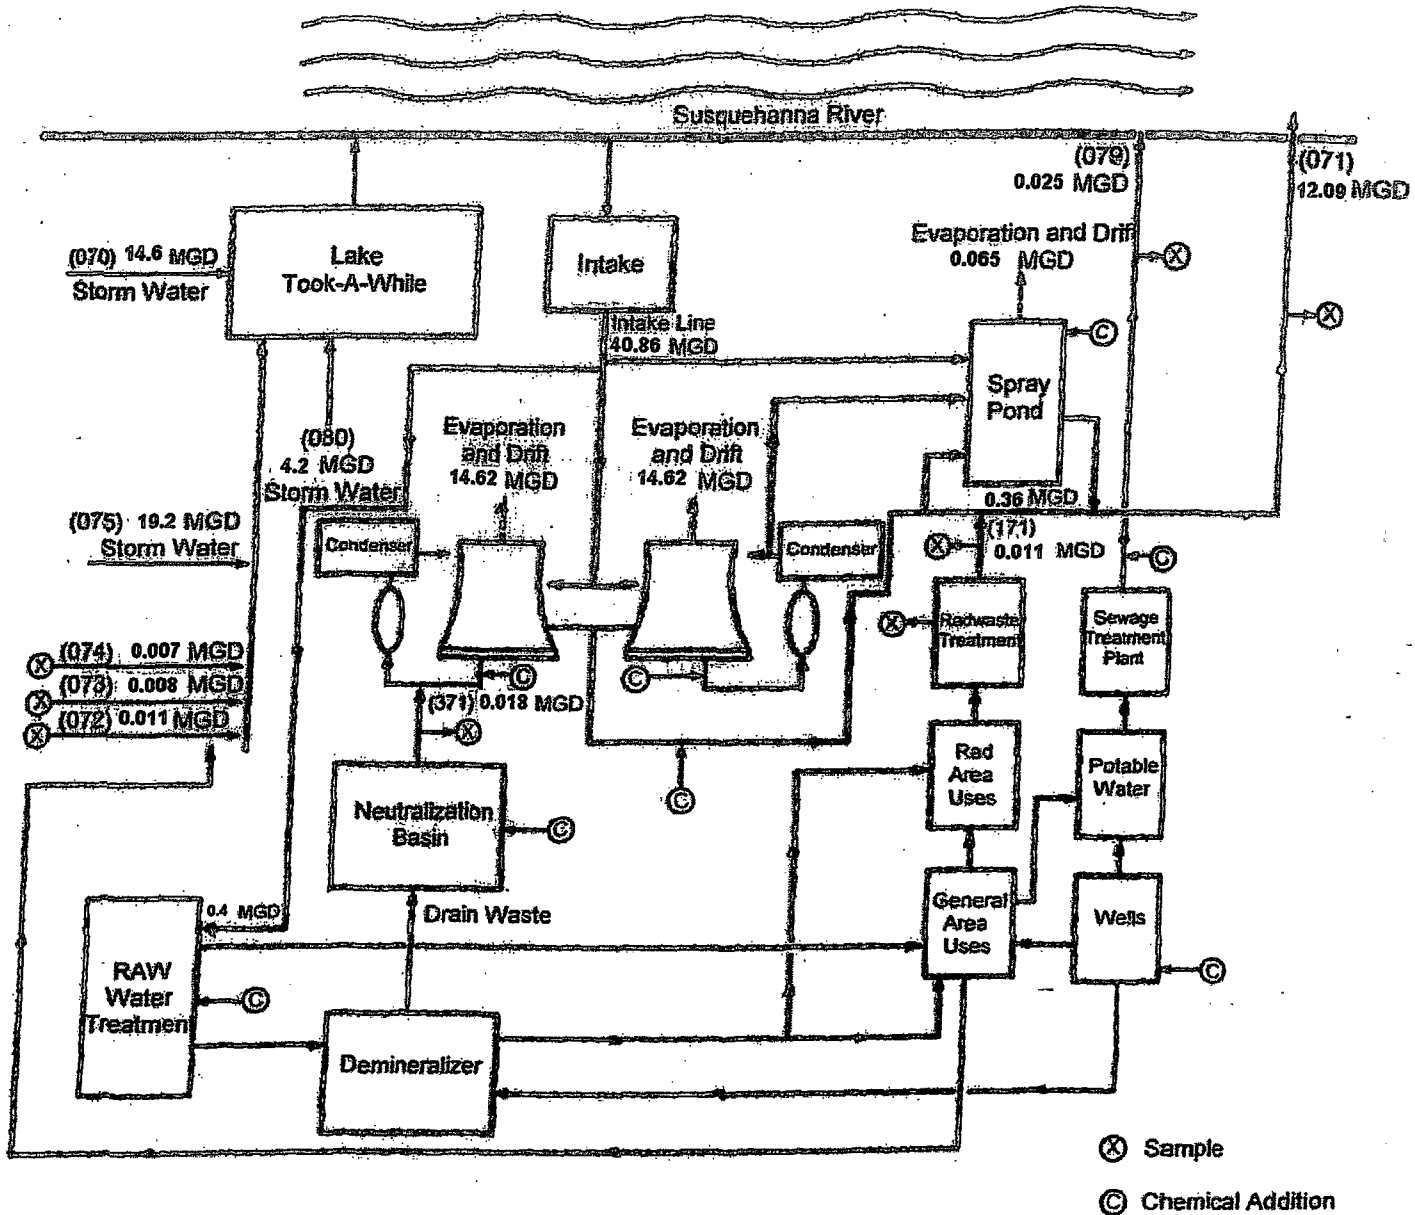 Susquehanna River
(079)
0.025 MGD
(071)
12.09 MGD
(070) 14.6 MGD
Storm Water
Lake
Took-A-While
Intake
Evaporation and Drift
0.065 MGD
Intake Line
40.86 MGD
C
X
X
Spray
Pond
(080)
4.2 MGD
Storm Water
Evaporation
and Drift
14.62 MGD
Evaporation
and Drift
14.62 MGD
0.36 MGD
(075) 19.2 MGD
Storm Water
Condenser
Condenser
X
(171)
0.011 MGD
C
X
Radwaste
Treatment
Sewage
Treatment
Plant
X
(074) 0.007 MGD
X
(073) 0.008 MGD
X
(072) 0.011 MGD
C
C
(371) 0.018 MGD
X
Rad
Area
Uses
Potable
Water
Neutralization
Basin
C
C
0.4 MGD
Drain Waste
General
Area
Uses
Wells
C
RAW
Water
Treatmen
C
Demineralizer
X Sample
C Chemical Addition